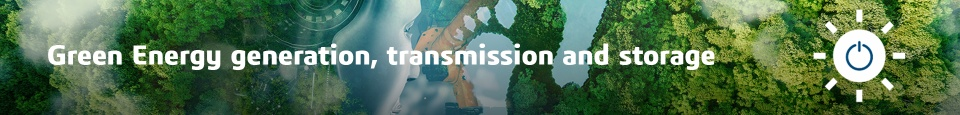 Green Energy generation, transmission and storage